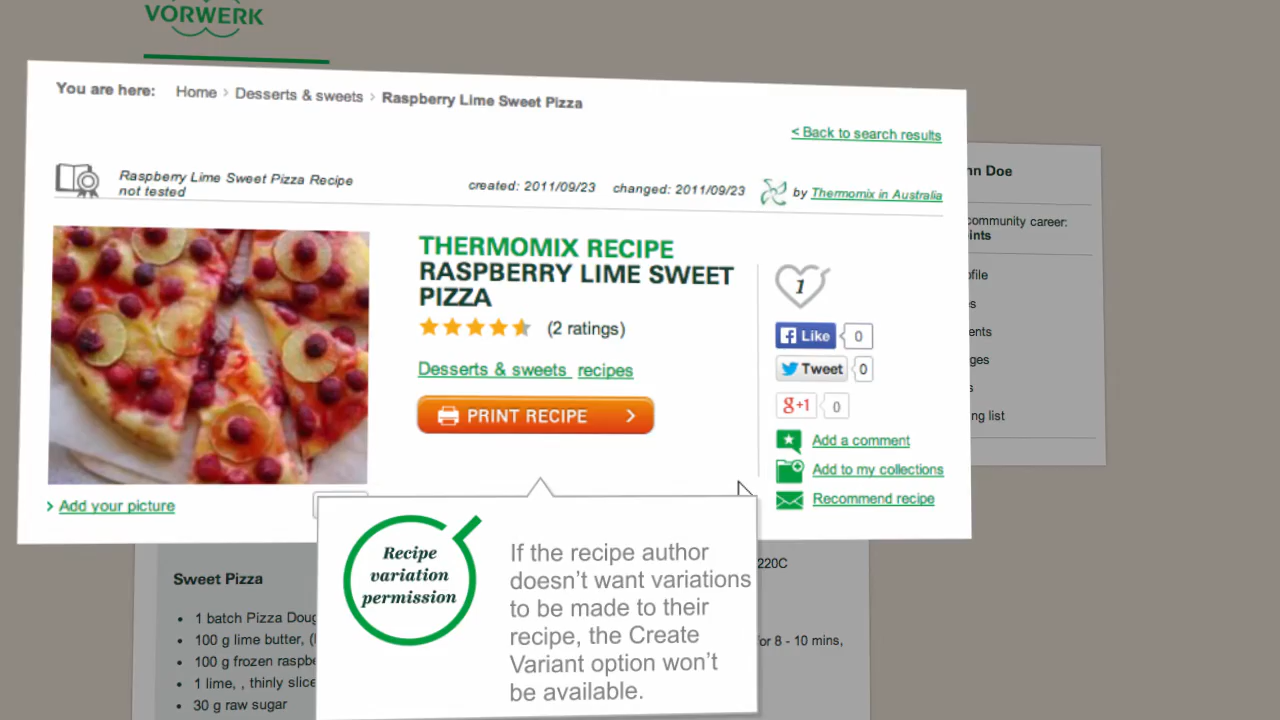 VORWERK
You are here: Home > Desserts & sweets > Raspberry Lime Sweet Pizza
< Back to search results
Raspberry Lime Sweet Pizza Recipe
not tested
created: 2011/09/23 changed: 2011/09/23 by Thermomix in Australia
THERMOMIX RECIPE
RASPBERRY LIME SWEET
PIZZA
(2 ratings)
Desserts & sweets recipes
PRINT RECIPE >
> Add your picture
1
Like 0
Tweet 0
g+1 0
Add a comment
Add to my collections
Recommend recipe
nn Doe
community career:
ints
ofile
s
ents
ges
s
ng list
Recipe
variation
permission
If the recipe author
doesn't want variations
to be made to their
recipe, the Create
Variant option won't
be available.
Sweet Pizza
• 1 batch Pizza Doug
• 100 g lime butter, (
• 100 g frozen raspbe
• 1 lime, , thinly slice
• 30 g raw sugar
220C
or 8 - 10 mins,